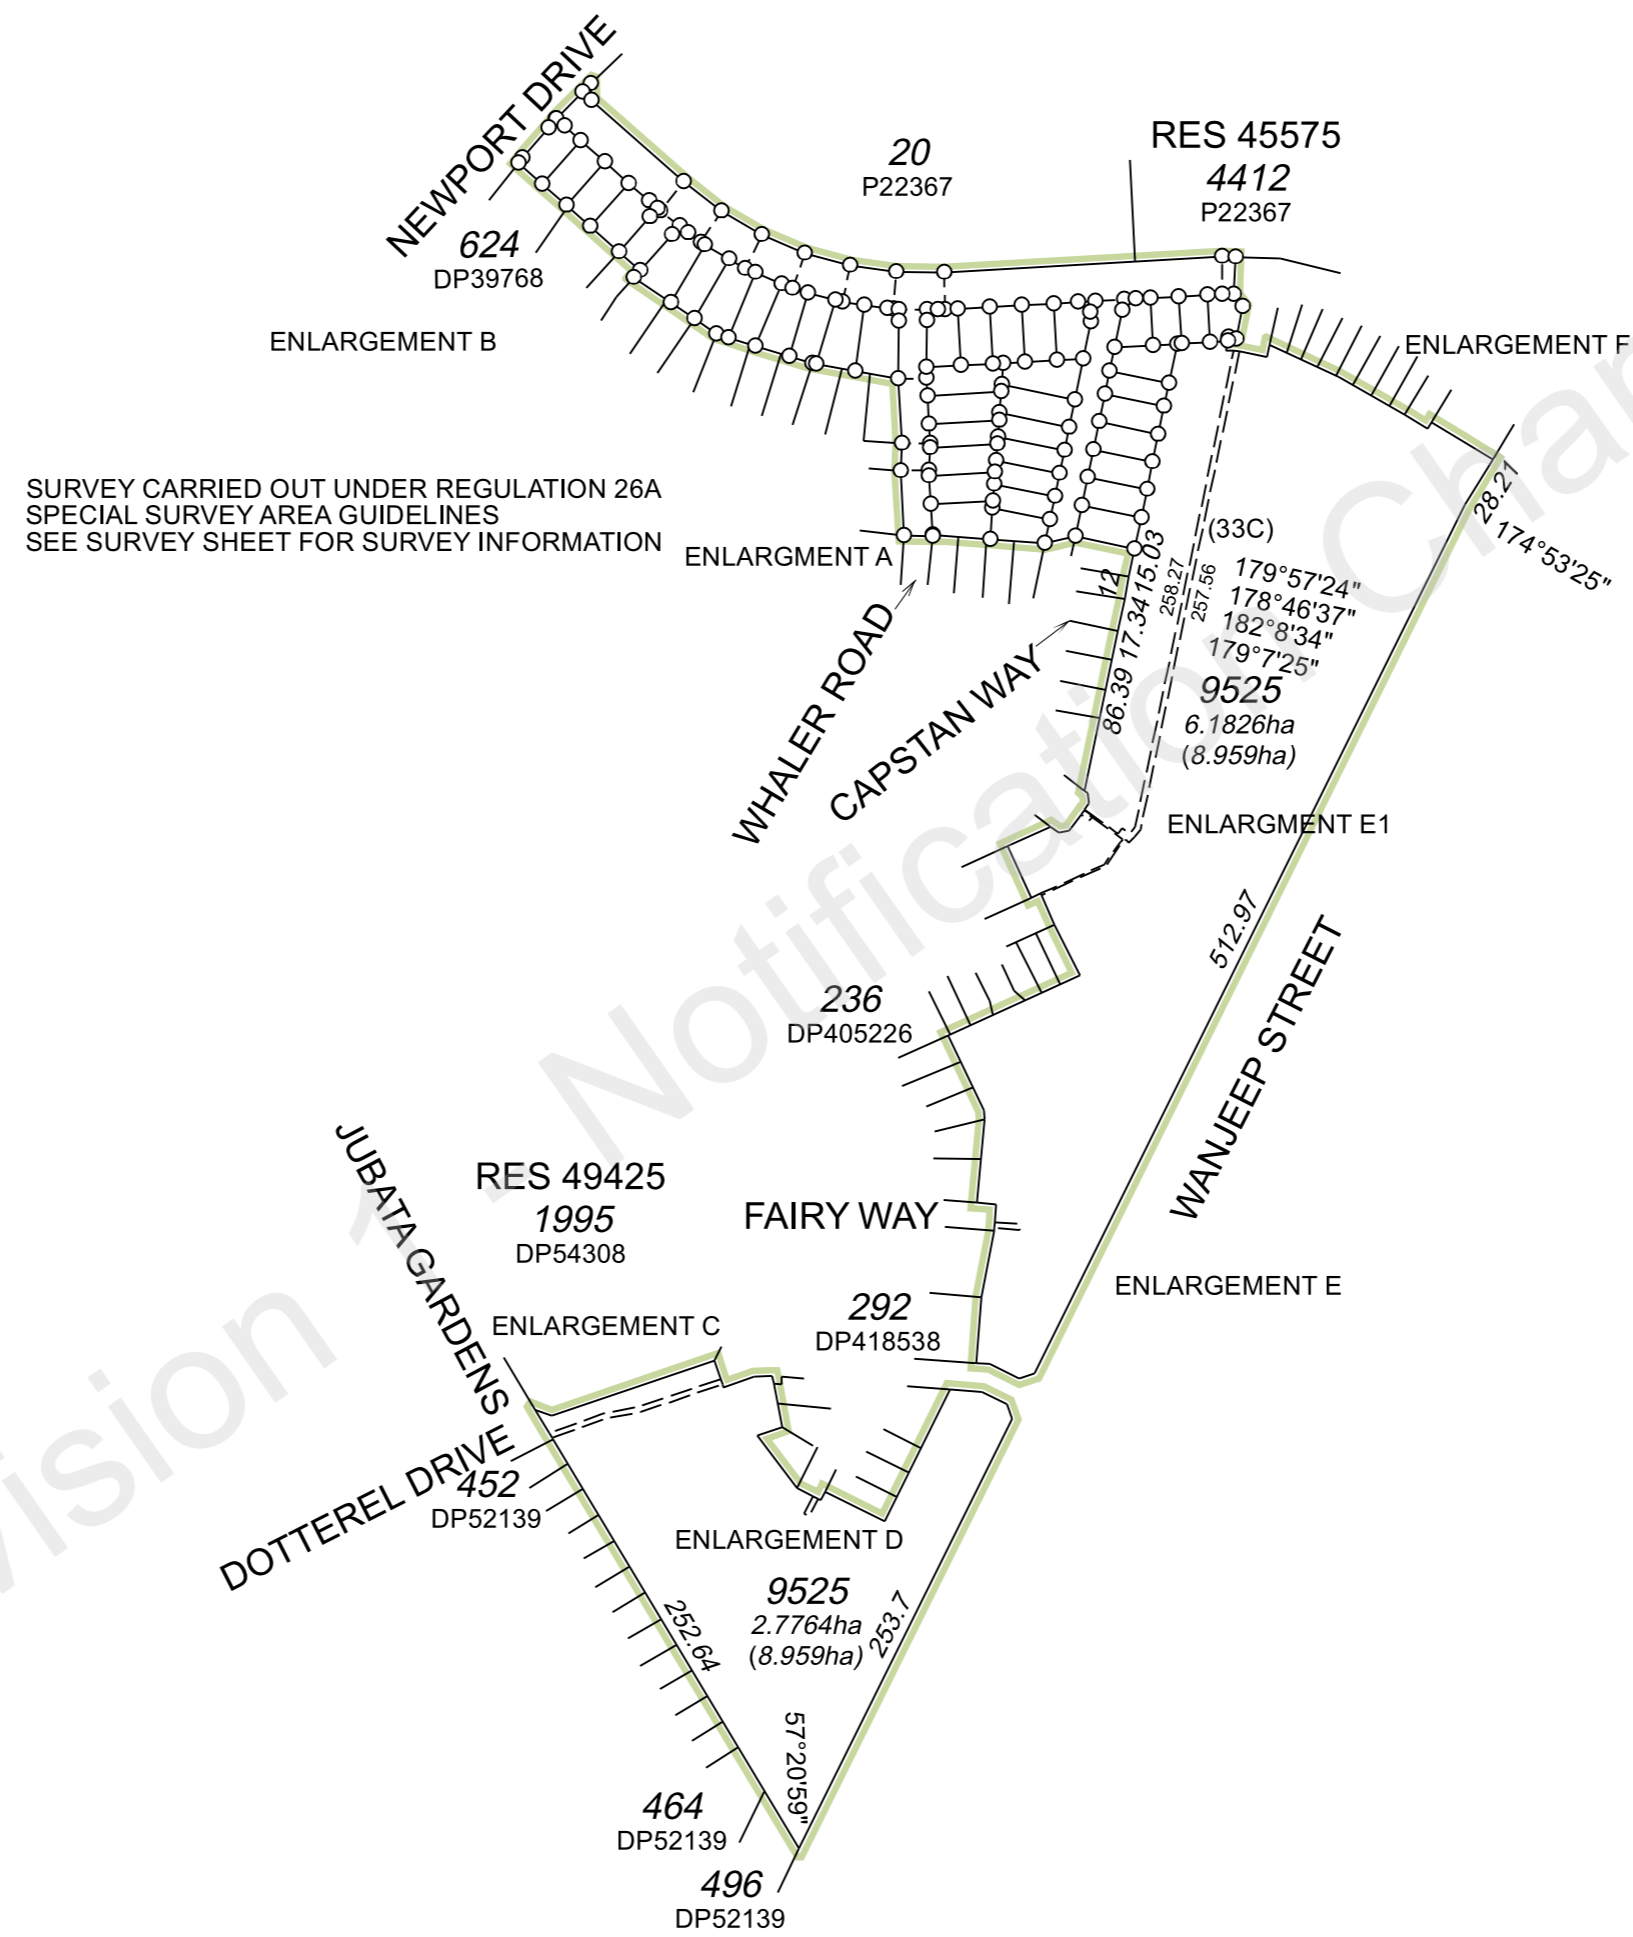 NEWPORT DRIVE
20
P22367
RES 45575
4412
P22367
624
DP39768
ENLARGEMENT B
ENLARGEMENT F
SURVEY CARRIED OUT UNDER REGULATION 26A
SPECIAL SURVEY AREA GUIDELINES
SEE SURVEY SHEET FOR SURVEY INFORMATION
ENLARGMENT A
28.21
174°53'25"
(33C)
12
15.03
17.34
86.39
258.27
257.56
179°57'24"
178°46'37"
182°8'34"
179°7'25"
9525
6.1826ha
(8.959ha)
WHALER ROAD
CAPSTAN WAY
ENLARGMENT E1
512.97
WANJEEP STREET
236
DP405226
JUBATA GARDENS
RES 49425
1995
DP54308
FAIRY WAY
ENLARGEMENT E
292
DP418538
ENLARGEMENT C
DOTTEREL DRIVE
452
DP52139
ENLARGEMENT D
9525
2.7764ha
(8.959ha)
252.64
253.7
57°20'59"
464
DP52139
496
DP52139
vision 1 - Notification Chan